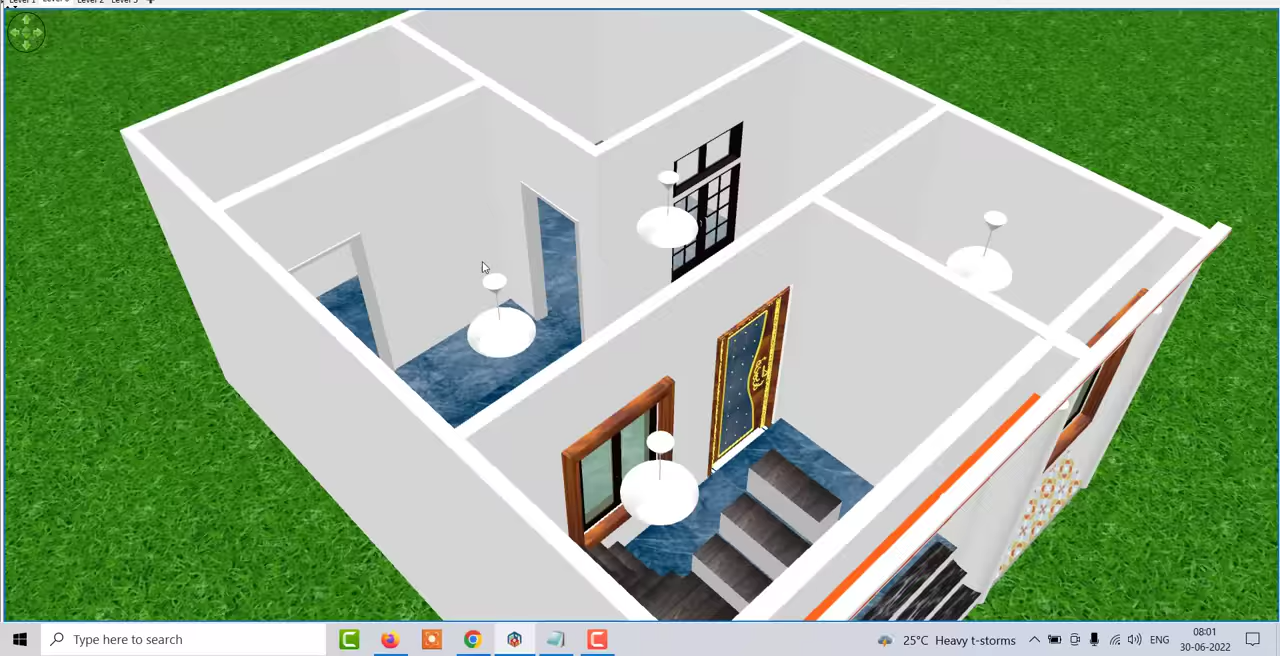 Type here to search
25°C Heavy t-storms
ENG
08:01
30-06-2022